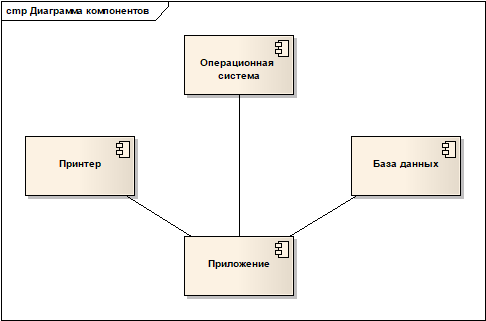 cmp Диаграмма компонентов
Операционная
система
Принтер
База данных
Приложение